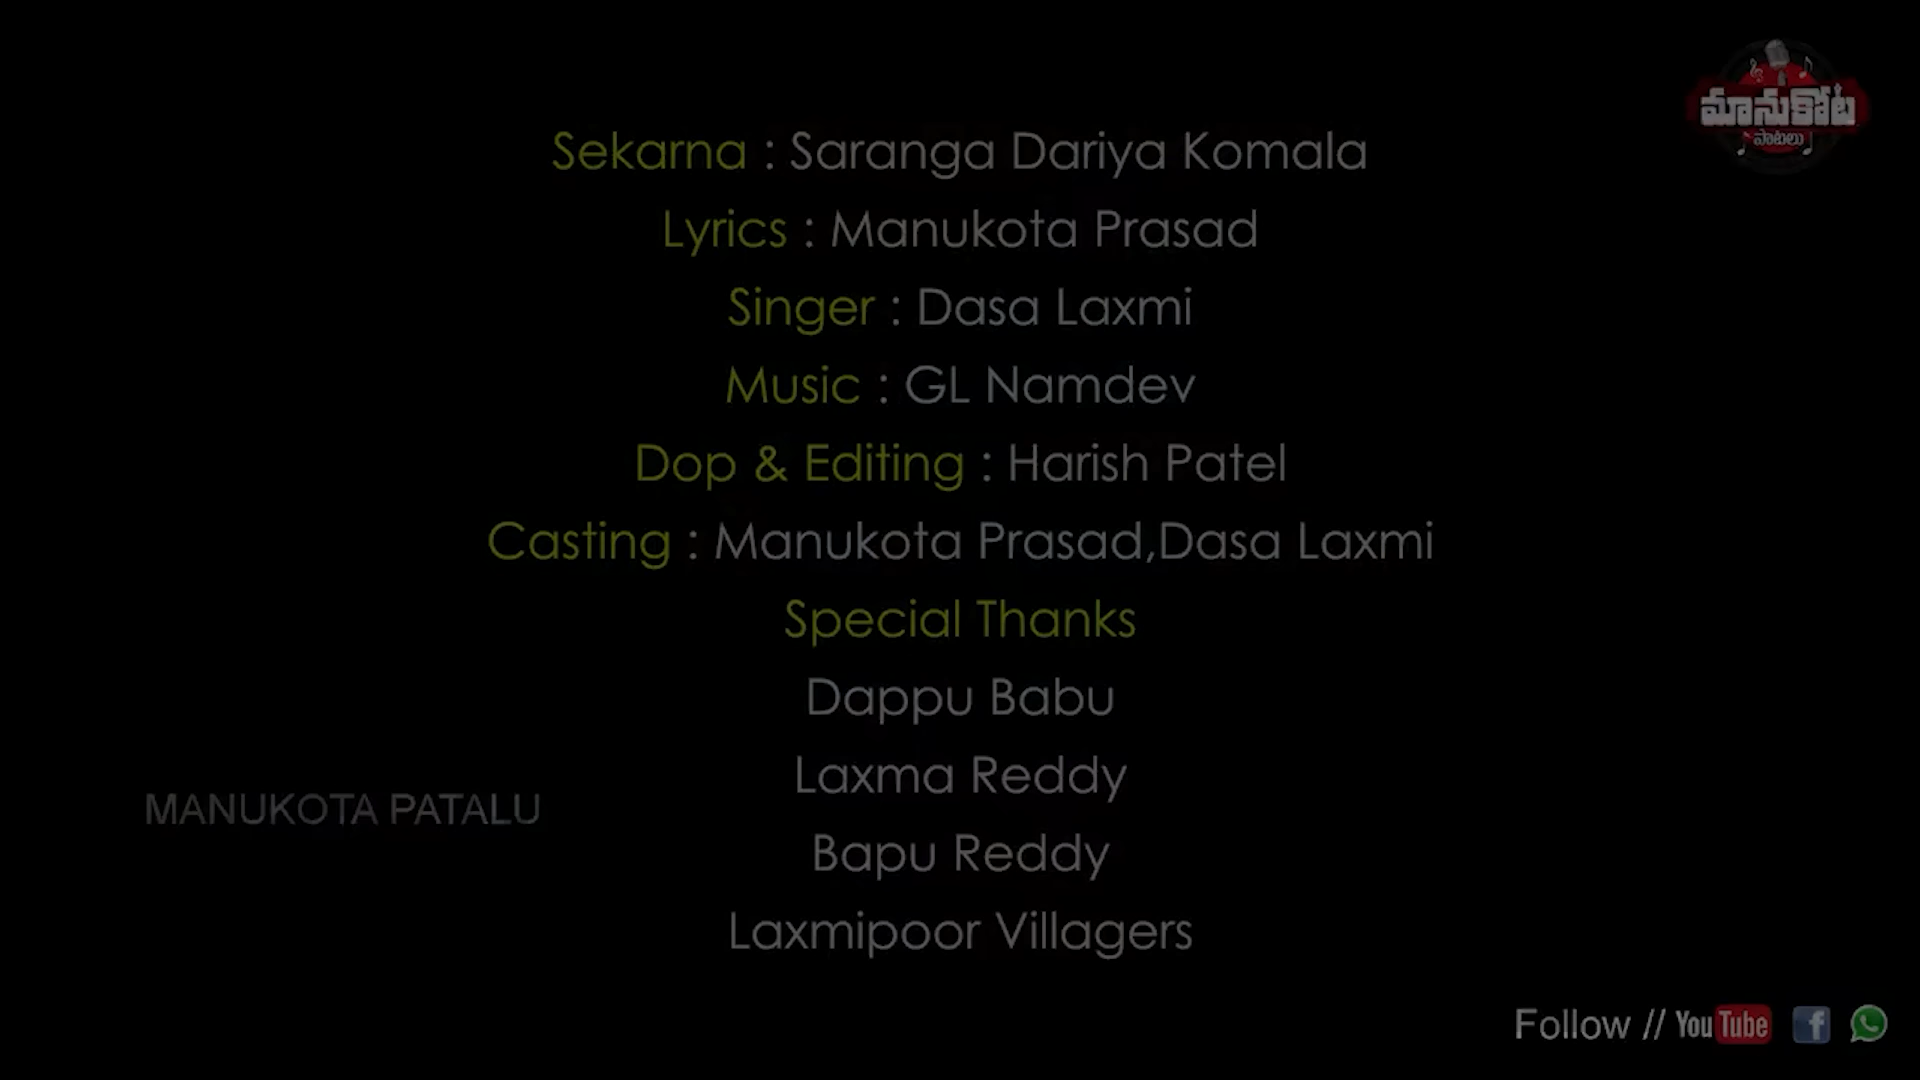 మానుకోట
పాటలు
Sekarna : Saranga Dariya Komala
Lyrics : Manukota Prasad
Singer : Dasa Laxmi
Music : GL Namdev
Dop & Editing : Harish Patel
Casting : Manukota Prasad,Dasa Laxmi
Special Thanks
Dappu Babu
Laxma Reddy
Bapu Reddy
Laxmipoor Villagers
MANUKOTA PATALU
Follow // YouTube f